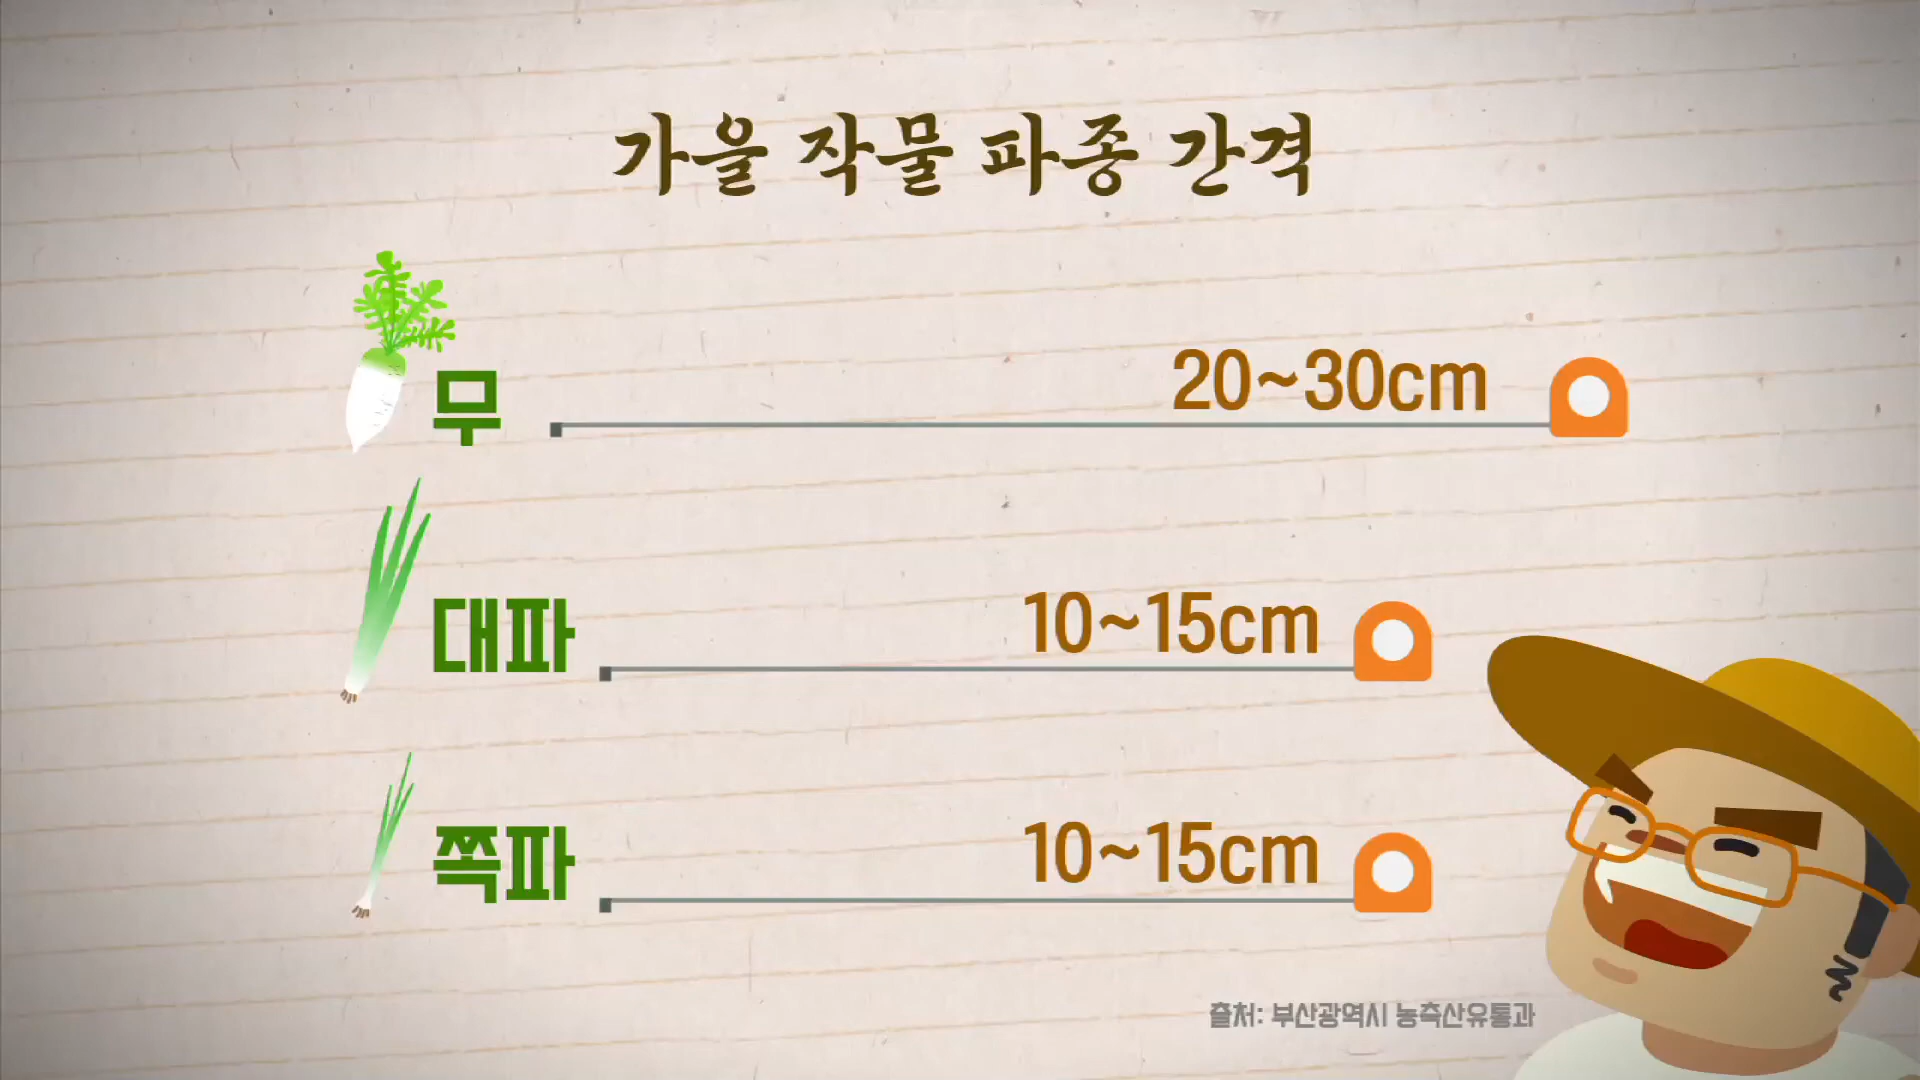 가을 작물 파종 간격
무
20~30cm
대파
10~15cm
쪽파
10~15cm
출처: 부산광역시 농축산유통과